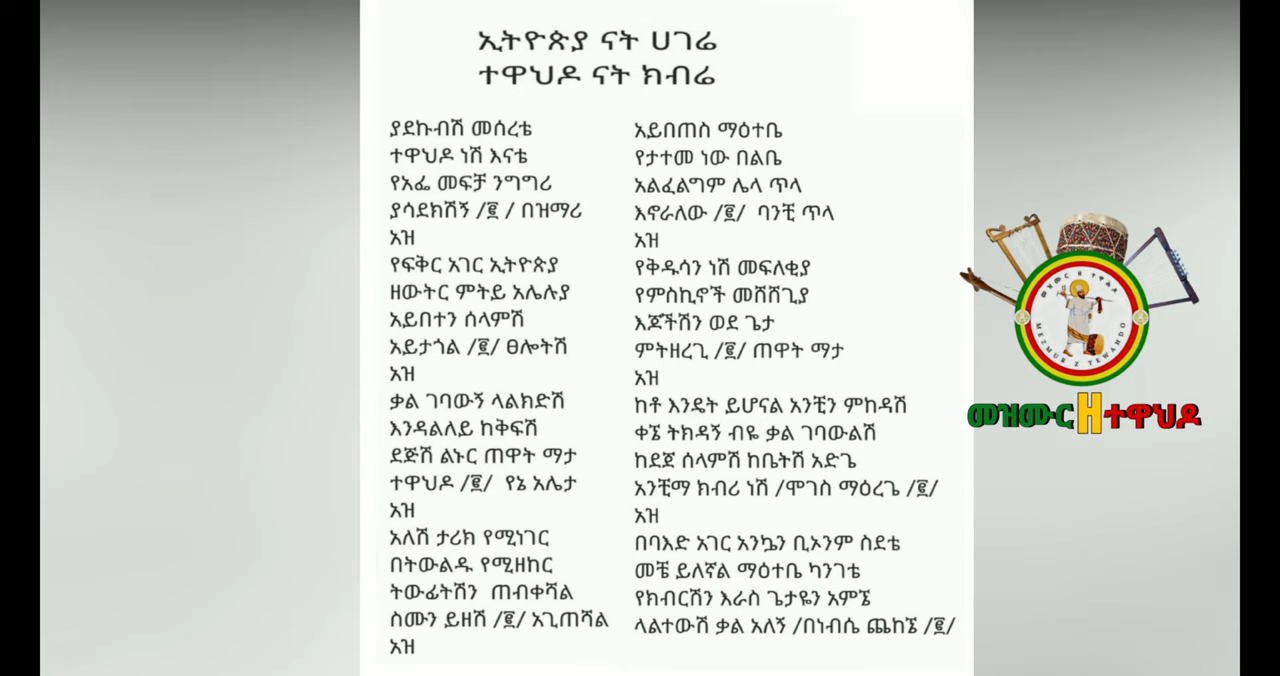 ኢትዮጵያ ናት ሀገሬ
ተዋህዶ ናት ክብሬ
ያደኩብሽ መሰረቴ
ተዋህዶ ነሽ እናቴ
የአፌ መፍቻ ንግግሪ
ያሳደክሽኝ /፪ / በዝማሪ
አዝ
የፍቅር አገር ኢትዮጵያ
ዘውትር ምትይ አሌሉያ
አይበተን ሰላምሽ
አይታጎል /፪/ ፀሎትሽ
አዝ
ቃል ገባውኝ ላልክድሽ
እንዳልለይ ከቅፍሽ
ደጅሽ ልኑር ጠዋት ማታ
ተዋህዶ /፪/ የኔ አሌታ
አዝ
አለሽ ታሪክ የሚነገር
በትውልዱ የሚዘከር
ትውፊትሽን ጠብቀሻል
ስሙን ይዘሽ /፪/ አጊጠሻል
አዝ
አይበጠስ ማዕተቤ
የታተመ ነው በልቤ
አልፈልግም ሌላ ጥላ
እኖራለው /፪/ ባንቺ ጥላ
አዝ
የቅዱሳን ነሽ መፍለቂያ
የምስኪኖች መሸሸጊያ
እጆችሽን ወደ ጌታ
ምትዘረጊ /፪/ ጠዋት ማታ
አዝ
ከቶ እንዴት ይሆናል አንቺን ምከዳሽ
ቀኜ ትክዳኝ ብዬ ቃል ገባውልሽ
ከደጀ ሰላምሽ ከቤትሽ አድጌ
አንቺማ ክብሪ ነሽ /ሞገስ ማዕረጌ /፪/
አዝ
በባእድ አገር አንኳን ቢኦንም ስደቴ
መቼ ይለኛል ማዕተቤ ካንገቴ
የክብርሽን እራስ ጌታዬን አምኜ
ላልተውሽ ቃል አለኝ /በነብሴ ጨከኜ /፪/
መዝሙር ዘ ተዋሕዶ
MEZMUR Z TEWAHDO
መዝሙርZተዋህዶ